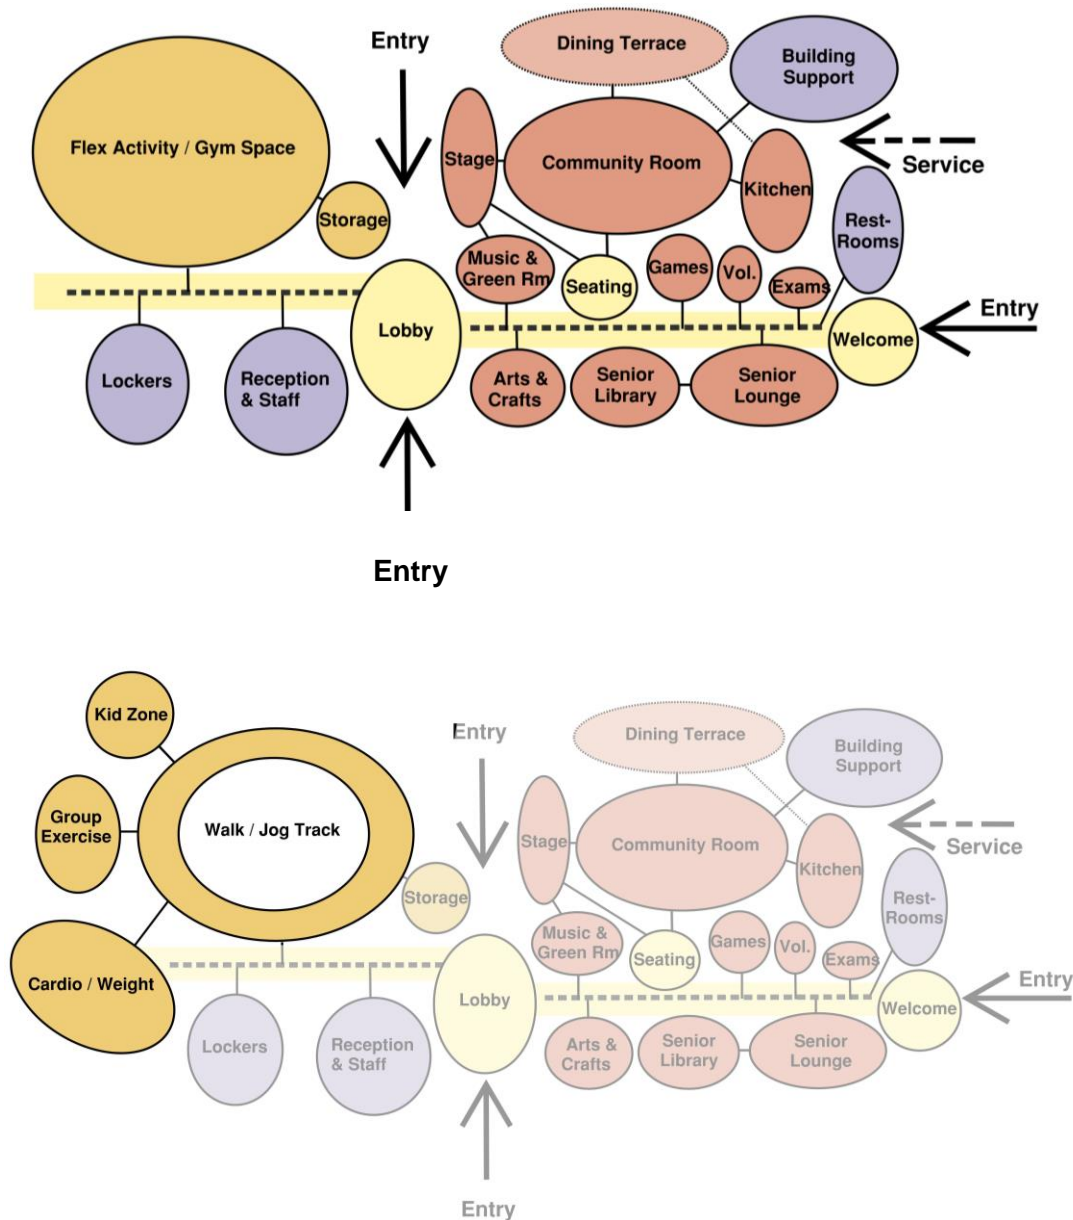 Entry
Dining Terrace
Building
Support
Flex Activity / Gym Space
Stage
Community Room
Service
Kitchen
Storage
Rest-
Rooms
Music &
Green Rm
Seating
Games
Vol.
Exams
Lobby
Entry
Welcome
Lockers
Reception
& Staff
Arts &
Crafts
Senior
Library
Senior
Lounge
Entry
Kid Zone
Entry
Dining Terrace
Building
Support
Group
Exercise
Walk / Jog Track
Stage
Community Room
Service
Kitchen
Storage
Rest-
Rooms
Music &
Green Rm
Seating
Games
Vol.
Exams
Cardio / Weight
Lobby
Entry
Welcome
Lockers
Reception
& Staff
Arts &
Crafts
Senior
Library
Senior
Lounge
Entry